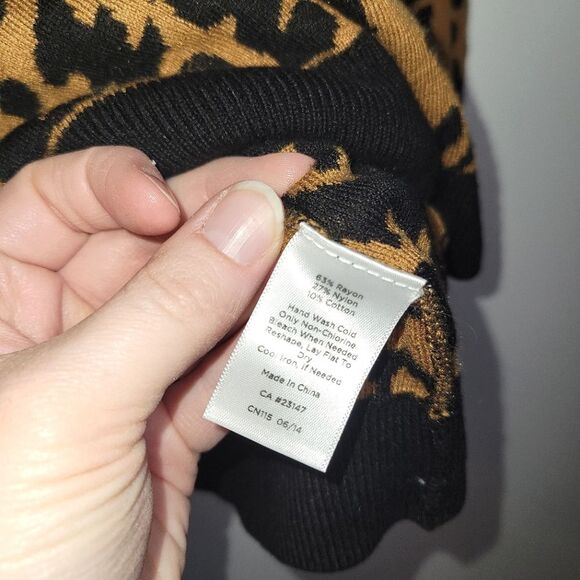 63% Rayon
27% Nylon
10% Cotton
Hand Wash Cold
Only Non-Chlorine
Bleach When Needed
Reshape, Lay Flat To
Dry
Cool Iron, If Needed
Made In China
CA #23147
CN115 06/14